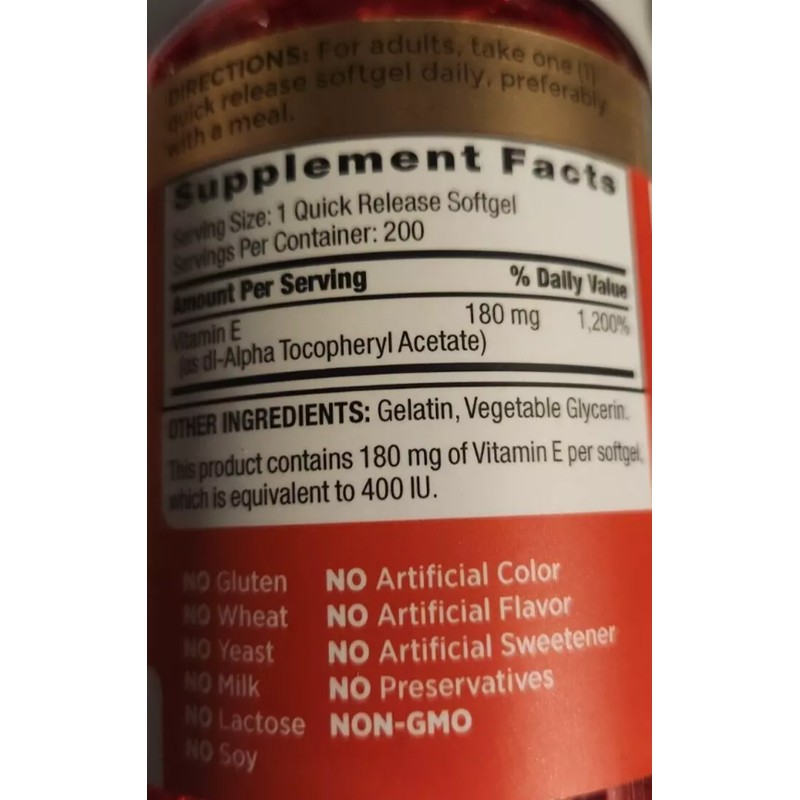 DIRECTIONS: For adults, take one (1)
quick release softgel daily, preferably
with a meal.
Supplement Facts
Serving Size: 1 Quick Release Softgel
Servings Per Container: 200
Amount Per Serving % Daily Value
Vitamin E 180 mg 1,200%
(as dl-Alpha Tocopheryl Acetate)
OTHER INGREDIENTS: Gelatin, Vegetable Glycerin.
This product contains 180 mg of Vitamin E per softgel,
which is equivalent to 400 IU.
NO Gluten
NO Wheat
NO Yeast
NO Milk
NO Lactose
NO Soy
NO Artificial Color
NO Artificial Flavor
NO Artificial Sweetener
NO Preservatives
NON-GMO